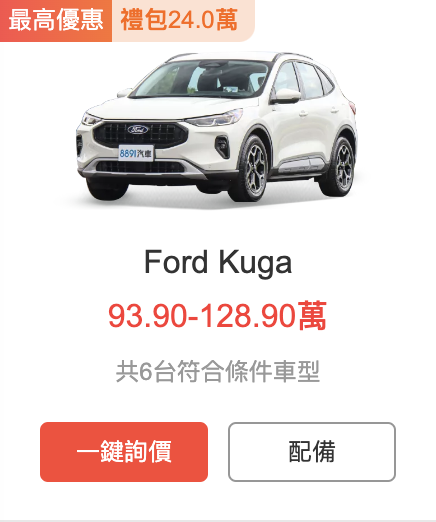 最高優惠 禮包24.0萬
Ford
8891汽車
Ford Kuga
93.90-128.90萬
共6台符合條件車型
一鍵詢價 配備